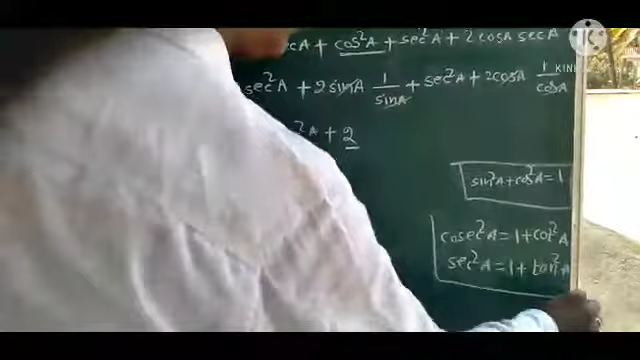 cA + cos²A + sec²A + 2 cosA secA
sec²A + 2 sinA 1/sinA + sec²A + 2cosA 1/cosA
²A + 2
sin²A + cos²A = 1
cosec²A = 1 + cot²A
sec²A = 1 + tan²A
K
KINE